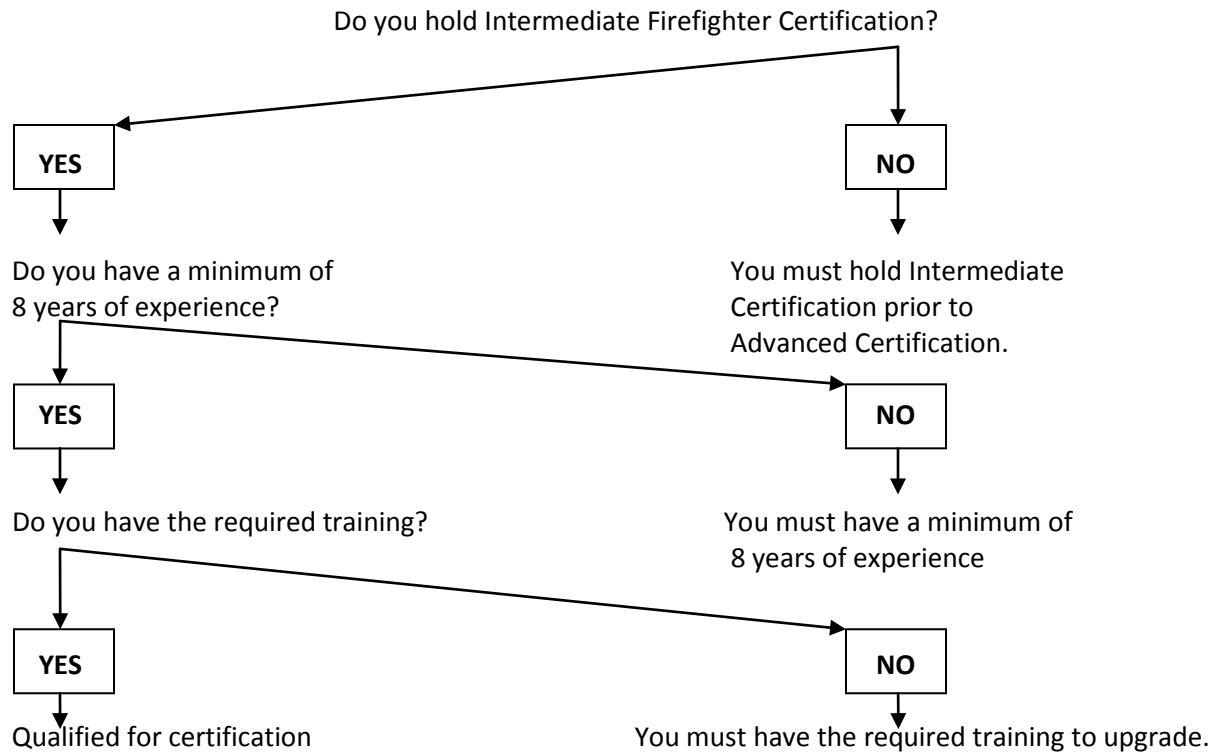 Do you hold Intermediate Firefighter Certification?
YES
NO
Do you have a minimum of
8 years of experience?
You must hold Intermediate
Certification prior to
Advanced Certification.
YES
NO
Do you have the required training?
You must have a minimum of
8 years of experience
YES
NO
Qualified for certification
You must have the required training to upgrade.